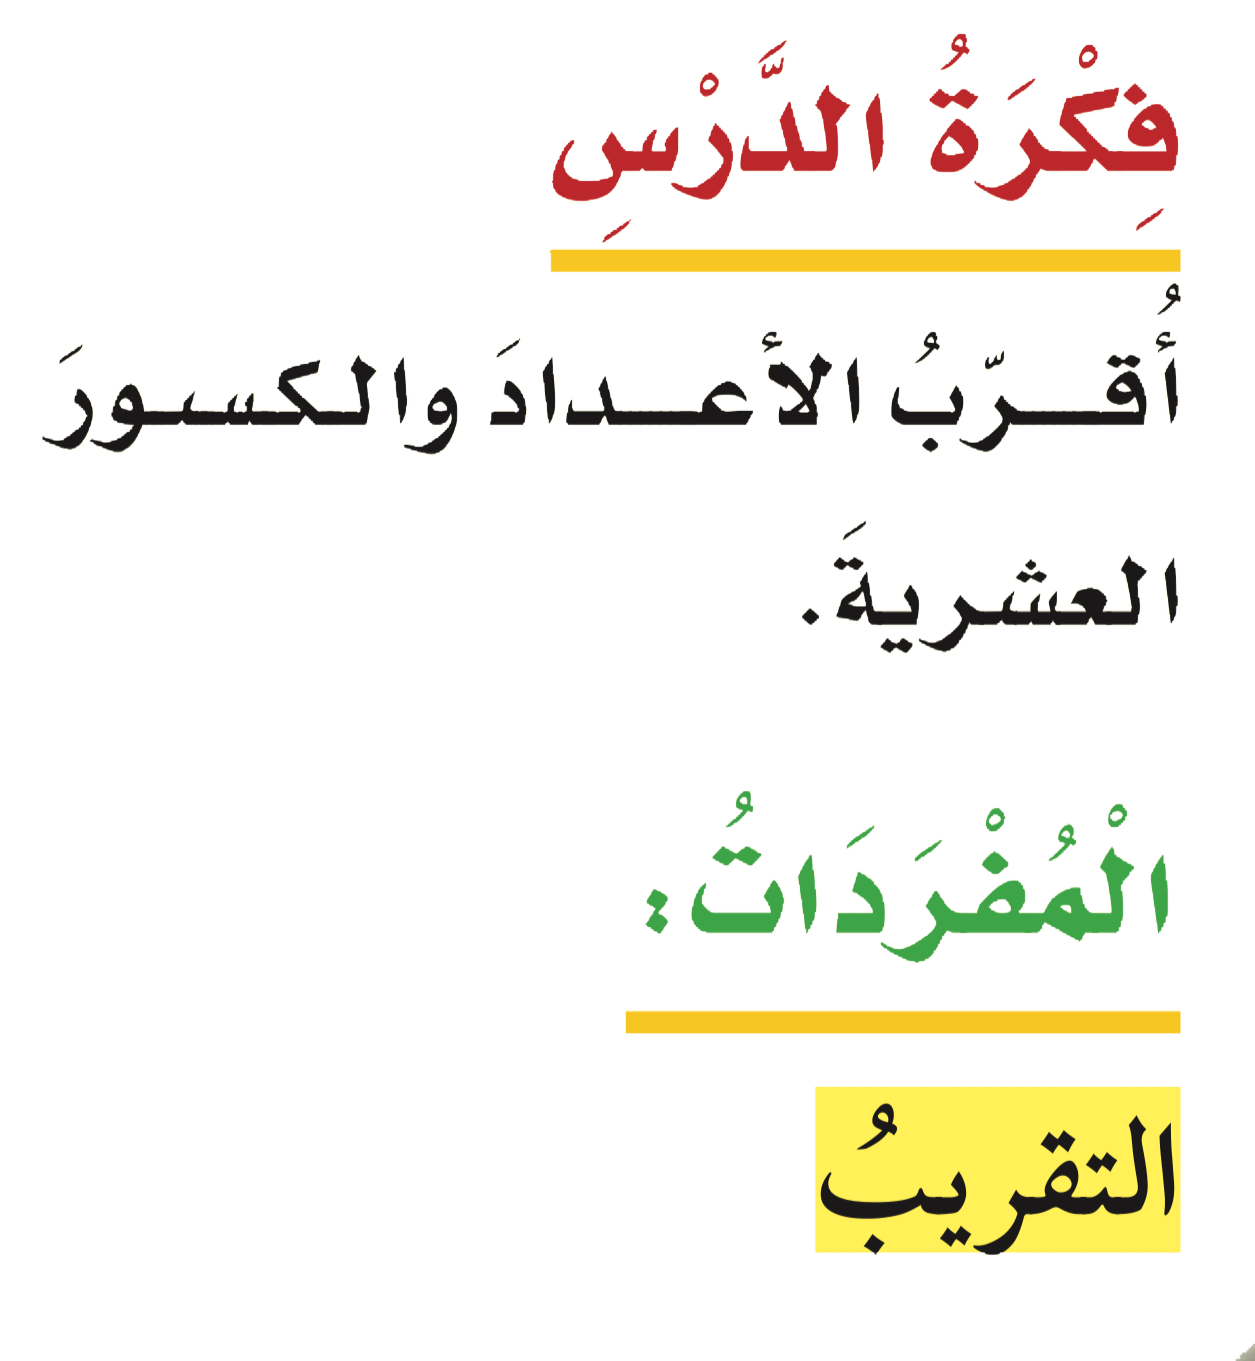 فِكْرَةُ الدَّرْسِ
أُقرّبُ الأعدادَ والكسورَ
العشريةَ.
الْمُفْرَدَاتُ:
التقريبُ